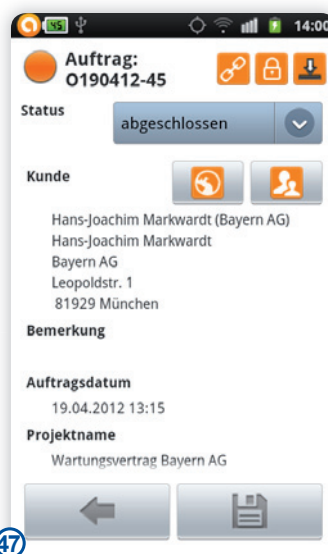 45 14:00
Auftrag:
O190412-45
Status
abgeschlossen
Kunde
Hans-Joachim Markwardt (Bayern AG)
Hans-Joachim Markwardt
Bayern AG
Leopoldstr. 1
81929 München
Bemerkung
Auftragsdatum
19.04.2012 13:15
Projektname
Wartungsvertrag Bayern AG
47